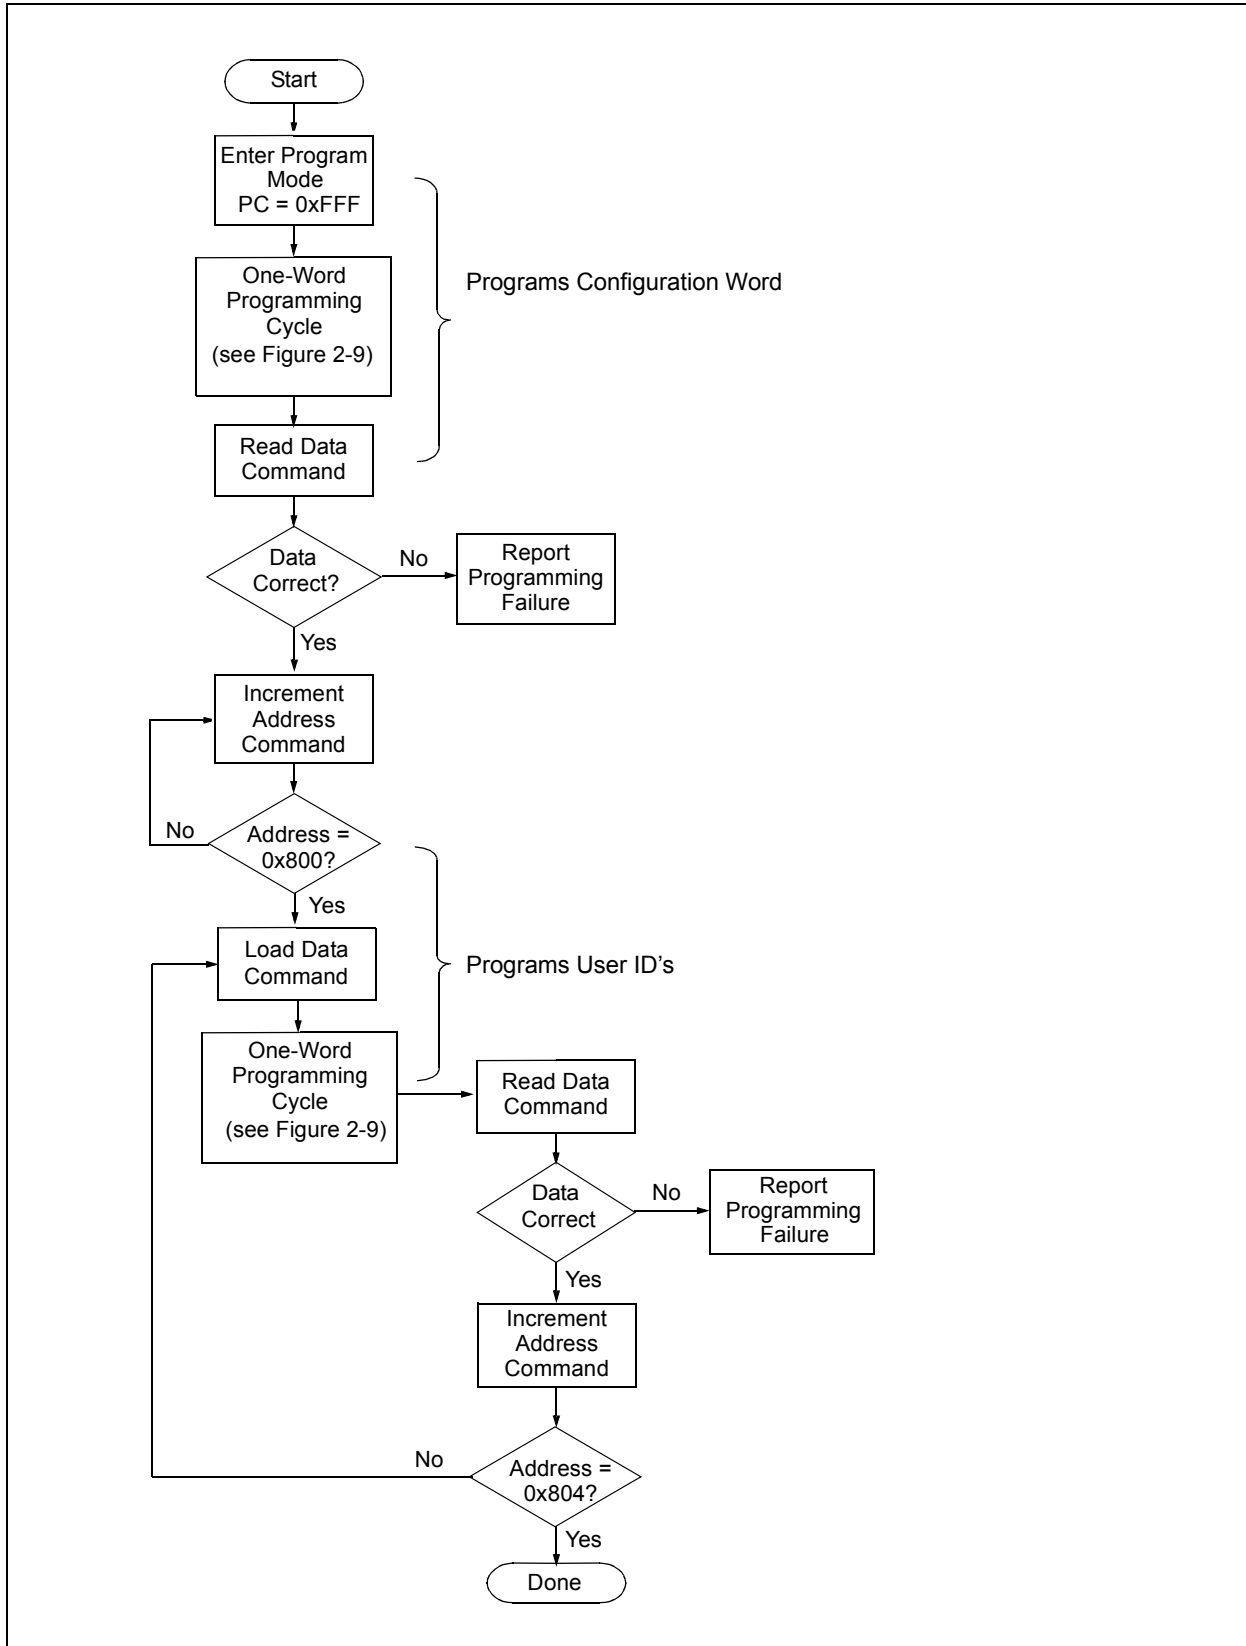 Start
Enter Program
Mode
PC = 0xFFF
One-Word
Programming
Cycle
(see Figure 2-9)
Programs Configuration Word
Read Data
Command
Data
Correct?
No
Report
Programming
Failure
Yes
Increment
Address
Command
No
Address =
0x800?
Yes
Load Data
Command
Programs User ID’s
One-Word
Programming
Cycle
(see Figure 2-9)
Read Data
Command
Data
Correct
No
Report
Programming
Failure
Yes
Increment
Address
Command
No
Address =
0x804?
Yes
Done